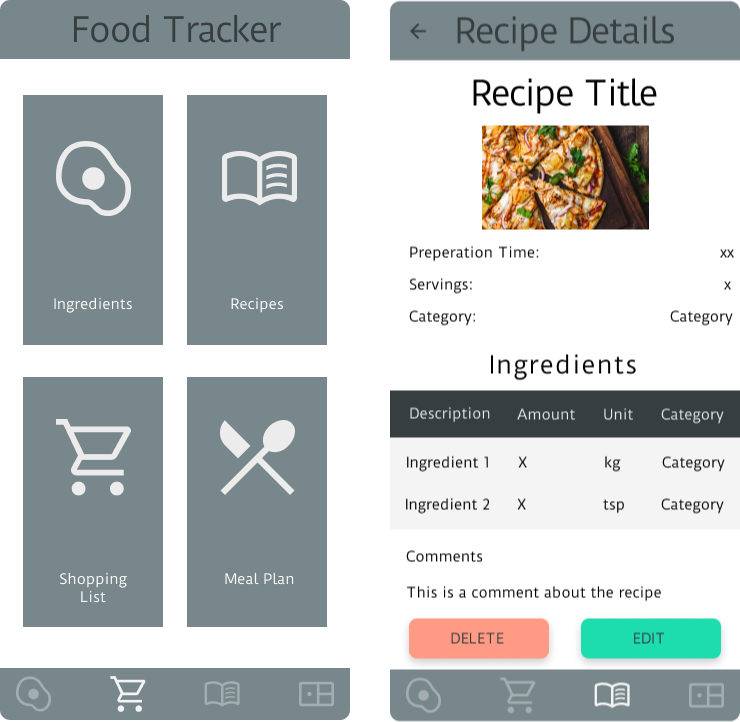 Food Tracker
Ingredients
Recipes
Shopping
List
Meal Plan
Recipe Details
Recipe Title
Preperation Time: xx
Servings: x
Category: Category
Ingredients
Description Amount Unit Category
Ingredient 1 X kg Category
Ingredient 2 X tsp Category
Comments
This is a comment about the recipe
DELETE EDIT